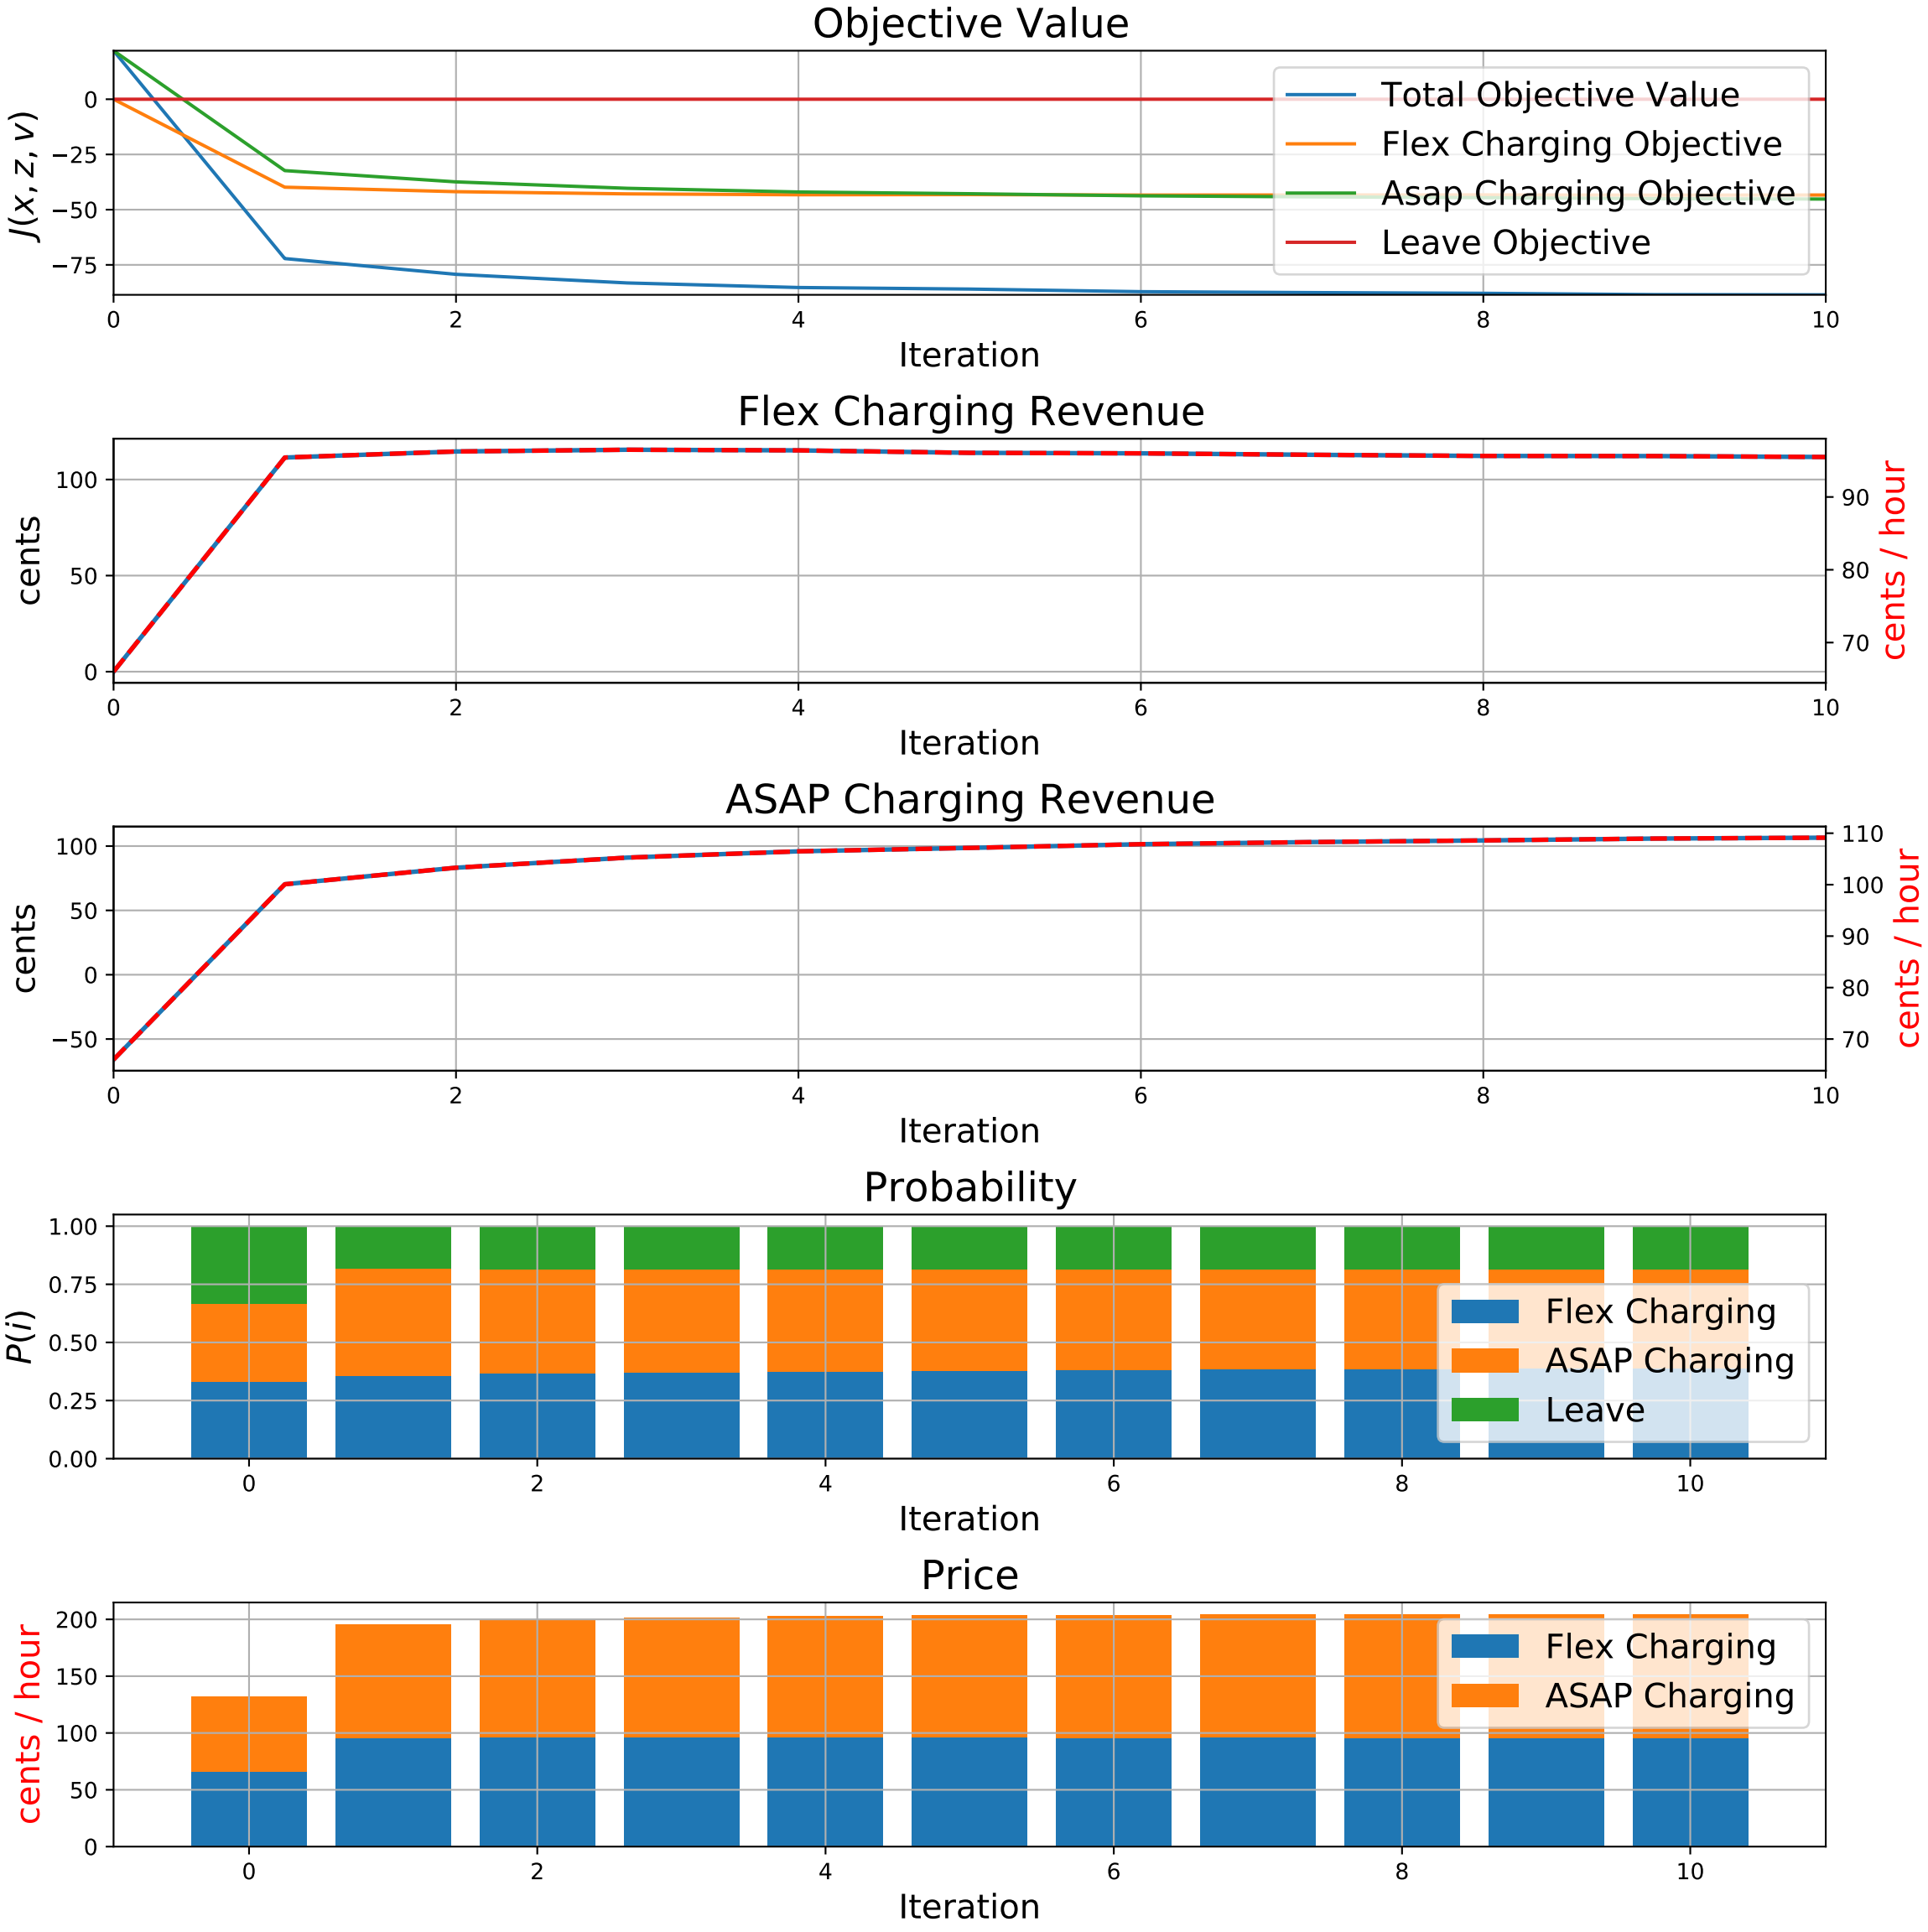 Objective Value
J(x, z, v)
0
−25
−50
−75
Total Objective Value
Flex Charging Objective
Asap Charging Objective
Leave Objective
0 2 4 6 8 10
Iteration
Flex Charging Revenue
cents
100
50
0
90
80
70
cents / hour
0 2 4 6 8 10
Iteration
ASAP Charging Revenue
cents
100
50
0
−50
110
100
90
80
70
cents / hour
0 2 4 6 8 10
Iteration
Probability
P(i)
1.00
0.75
0.50
0.25
0.00
Flex Charging
ASAP Charging
Leave
0 2 4 6 8 10
Iteration
Price
cents / hour
200
150
100
50
0
Flex Charging
ASAP Charging
0 2 4 6 8 10
Iteration